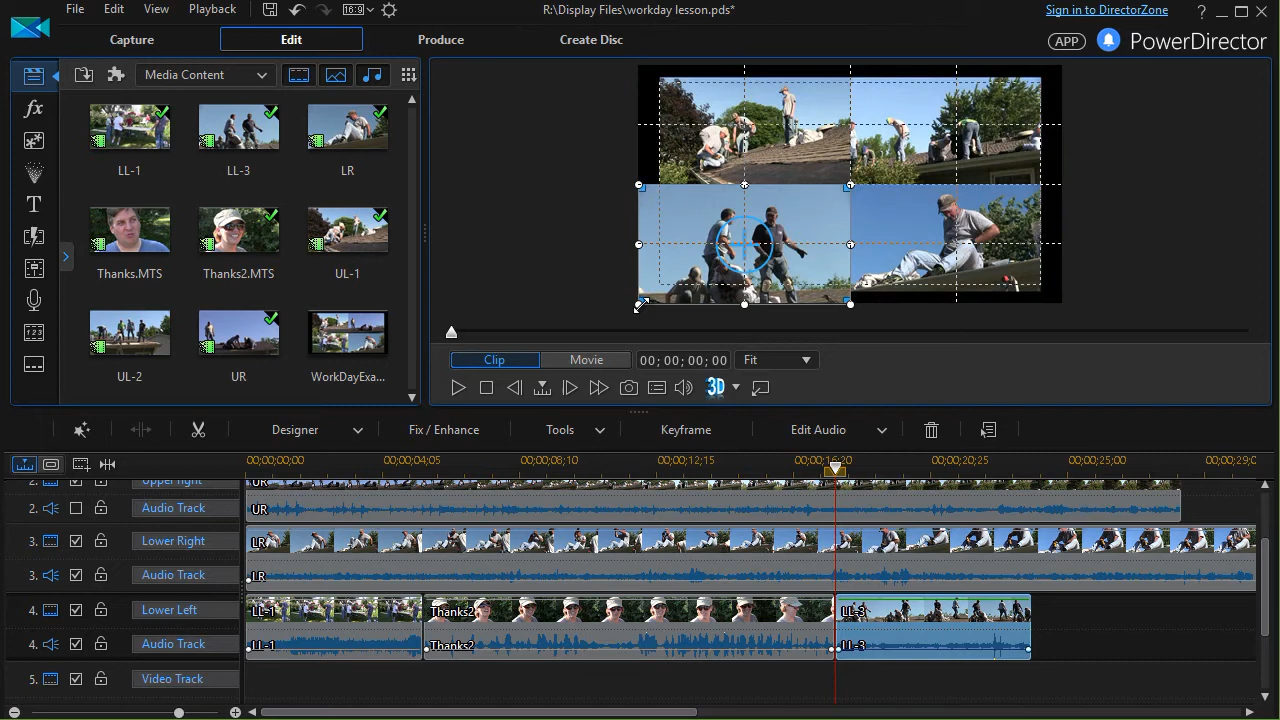 File Edit View Playback
16:9
R:\Display Files\workday lesson.pds*
Sign in to DirectorZone
?
Capture Edit Produce Create Disc
APP PowerDirector
Media Content
fx
T
LL-1 LL-3 LR
Thanks.MTS Thanks2.MTS UL-1
UL-2 UR WorkDayExa...
Clip Movie 00; 00; 00; 00 Fit
3D
Designer Fix / Enhance Tools Keyframe Edit Audio
00;00;00;00 00;00;04;05 00;00;08;10 00;00;12;15 00;00;16;20 00;00;20;25 00;00;25;00
2. Upper right UR
2. Audio Track UR
3. Lower Right LR
3. Audio Track LR
4. Lower Left LL-1 Thanks2 LL-3
4. Audio Track LL-1 Thanks2 LL-3
5. Video Track